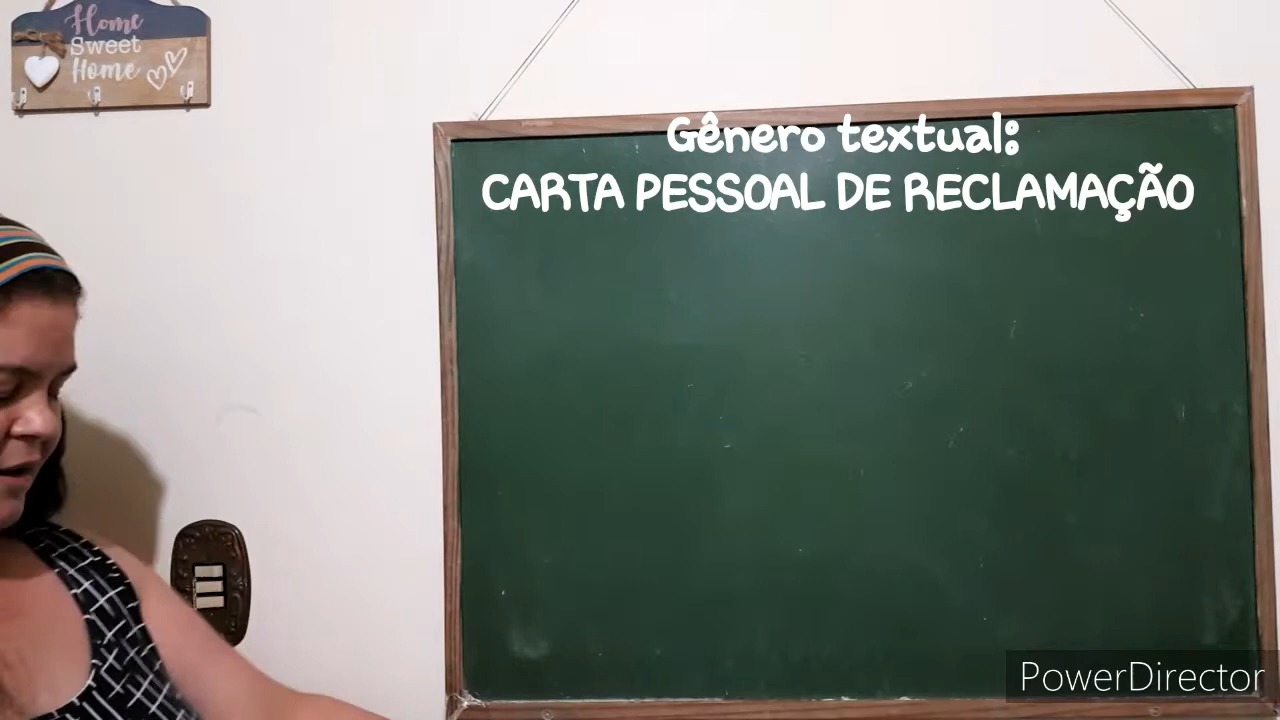 Home
Sweet
Home
Gênero textual:
CARTA PESSOAL DE RECLAMAÇÃO
PowerDirector